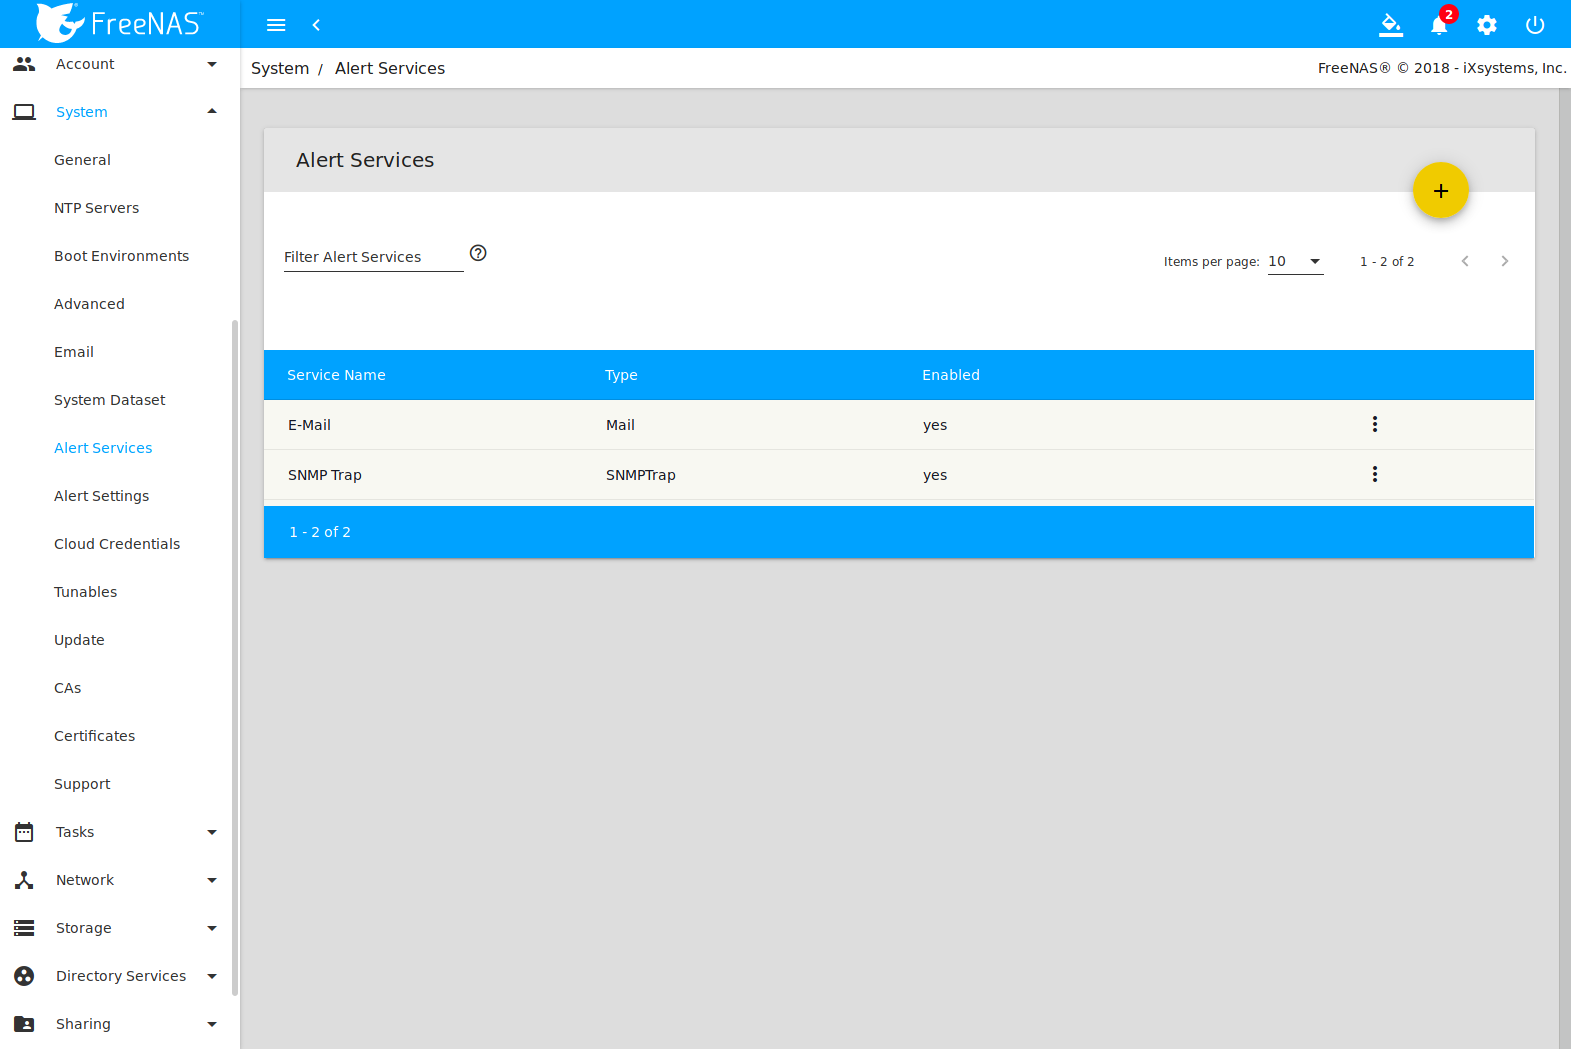 FreeNAS™
2
System / Alert Services
FreeNAS® © 2018 - iXsystems, Inc.
Account
System
General
NTP Servers
Boot Environments
Advanced
Email
System Dataset
Alert Services
Alert Settings
Cloud Credentials
Tunables
Update
CAs
Certificates
Support
Tasks
Network
Storage
Directory Services
Sharing
Alert Services
+
Filter Alert Services ?
Items per page: 10 1 - 2 of 2
Service Name Type Enabled
E-Mail Mail yes
SNMP Trap SNMPTrap yes
1 - 2 of 2